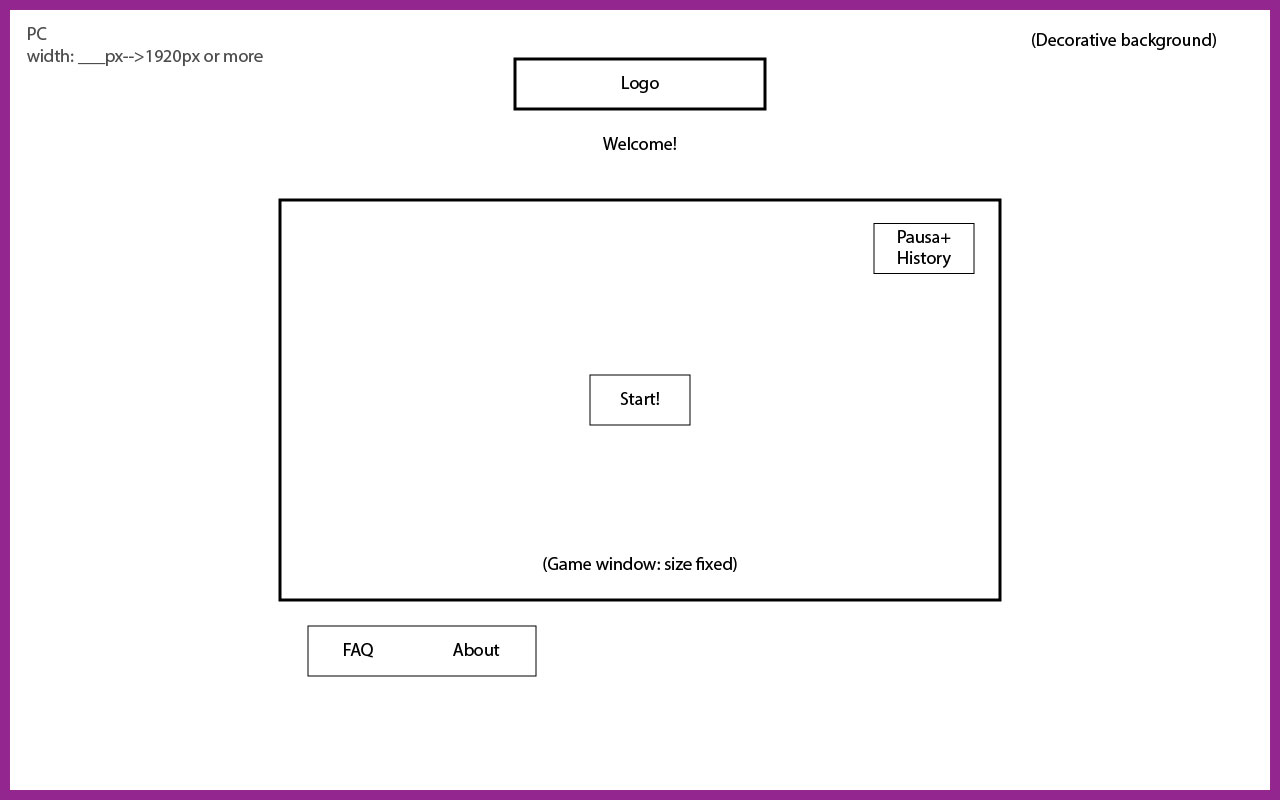 PC
width: ___px-->1920px or more
(Decorative background)
Logo
Welcome!
Pausa+
History
Start!
(Game window: size fixed)
FAQ About